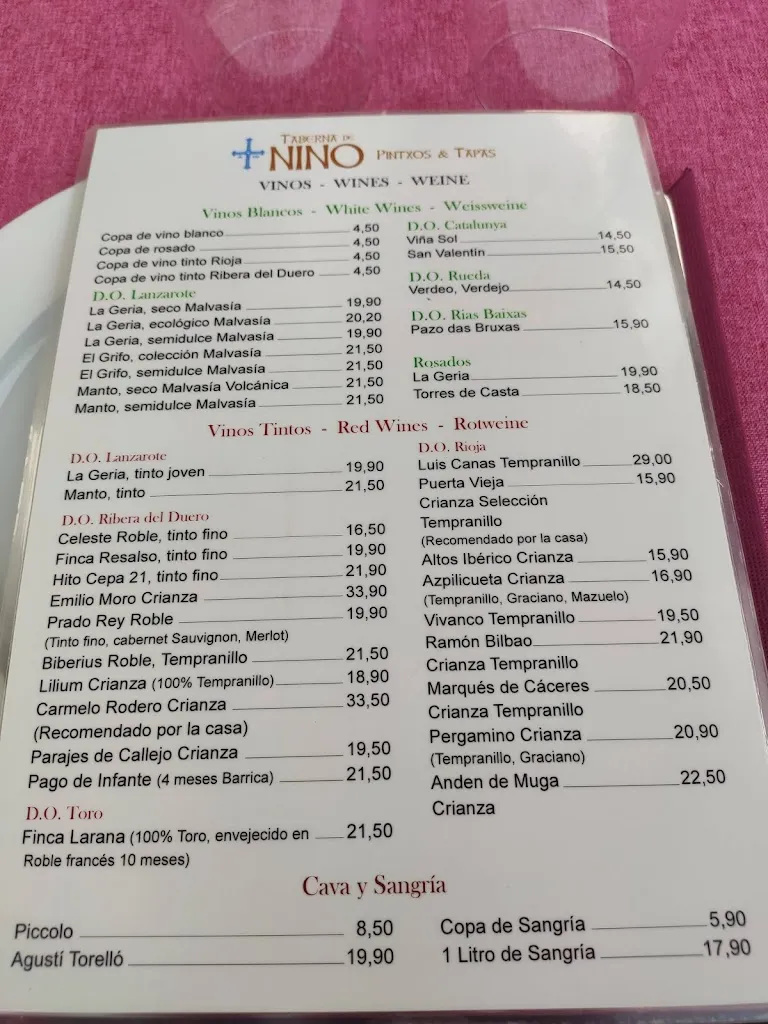 TABERNA DE
NINO PINTXOS & TAPAS
VINOS - WINES - WEINE
Vinos Blancos - White Wines - Weissweine
Copa de vino blanco 4,50
Copa de rosado 4,50
Copa de vino tinto Rioja 4,50
Copa de vino tinto Ribera del Duero 4,50
D.O. Lanzarote
La Geria, seco Malvasía 19,90
La Geria, ecológico Malvasía 20,20
La Geria, semidulce Malvasía 19,90
El Grifo, colección Malvasía 21,50
El Grifo, semidulce Malvasía 21,50
Manto, seco Malvasía Volcánica 21,50
Manto, semidulce Malvasía 21,50
D.O. Catalunya
Viña Sol 14,50
San Valentín 15,50
D.O. Rueda
Verdeo, Verdejo 14,50
D.O. Rias Baixas
Pazo das Bruxas 15,90
Rosados
La Geria 19,90
Torres de Casta 18,50
Vinos Tintos - Red Wines - Rotweine
D.O. Lanzarote
La Geria, tinto joven 19,90
Manto, tinto 21,50
D.O. Ribera del Duero
Celeste Roble, tinto fino 16,50
Finca Resalso, tinto fino 19,90
Hito Cepa 21, tinto fino 21,90
Emilio Moro Crianza 33,90
Prado Rey Roble 19,90
(Tinto fino, cabernet Sauvignon, Merlot)
Biberius Roble, Tempranillo 21,50
Lilium Crianza (100% Tempranillo) 18,90
Carmelo Rodero Crianza 33,50
(Recomendado por la casa)
Parajes de Callejo Crianza 19,50
Pago de Infante (4 meses Barrica) 21,50
D.O. Toro
Finca Larana (100% Toro, envejecido en 21,50
Roble francés 10 meses)
D.O. Rioja
Luis Canas Tempranillo 29,00
Puerta Vieja 15,90
Crianza Selección
Tempranillo
(Recomendado por la casa)
Altos Ibérico Crianza 15,90
Azpilicueta Crianza 16,90
(Tempranillo, Graciano, Mazuelo)
Vivanco Tempranillo 19,50
Ramón Bilbao 21,90
Crianza Tempranillo
Marqués de Cáceres 20,50
Crianza Tempranillo
Pergamino Crianza 20,90
(Tempranillo, Graciano)
Anden de Muga 22,50
Crianza
Cava y Sangría
Piccolo 8,50
Agustí Torelló 19,90
Copa de Sangría 5,90
1 Litro de Sangría 17,90